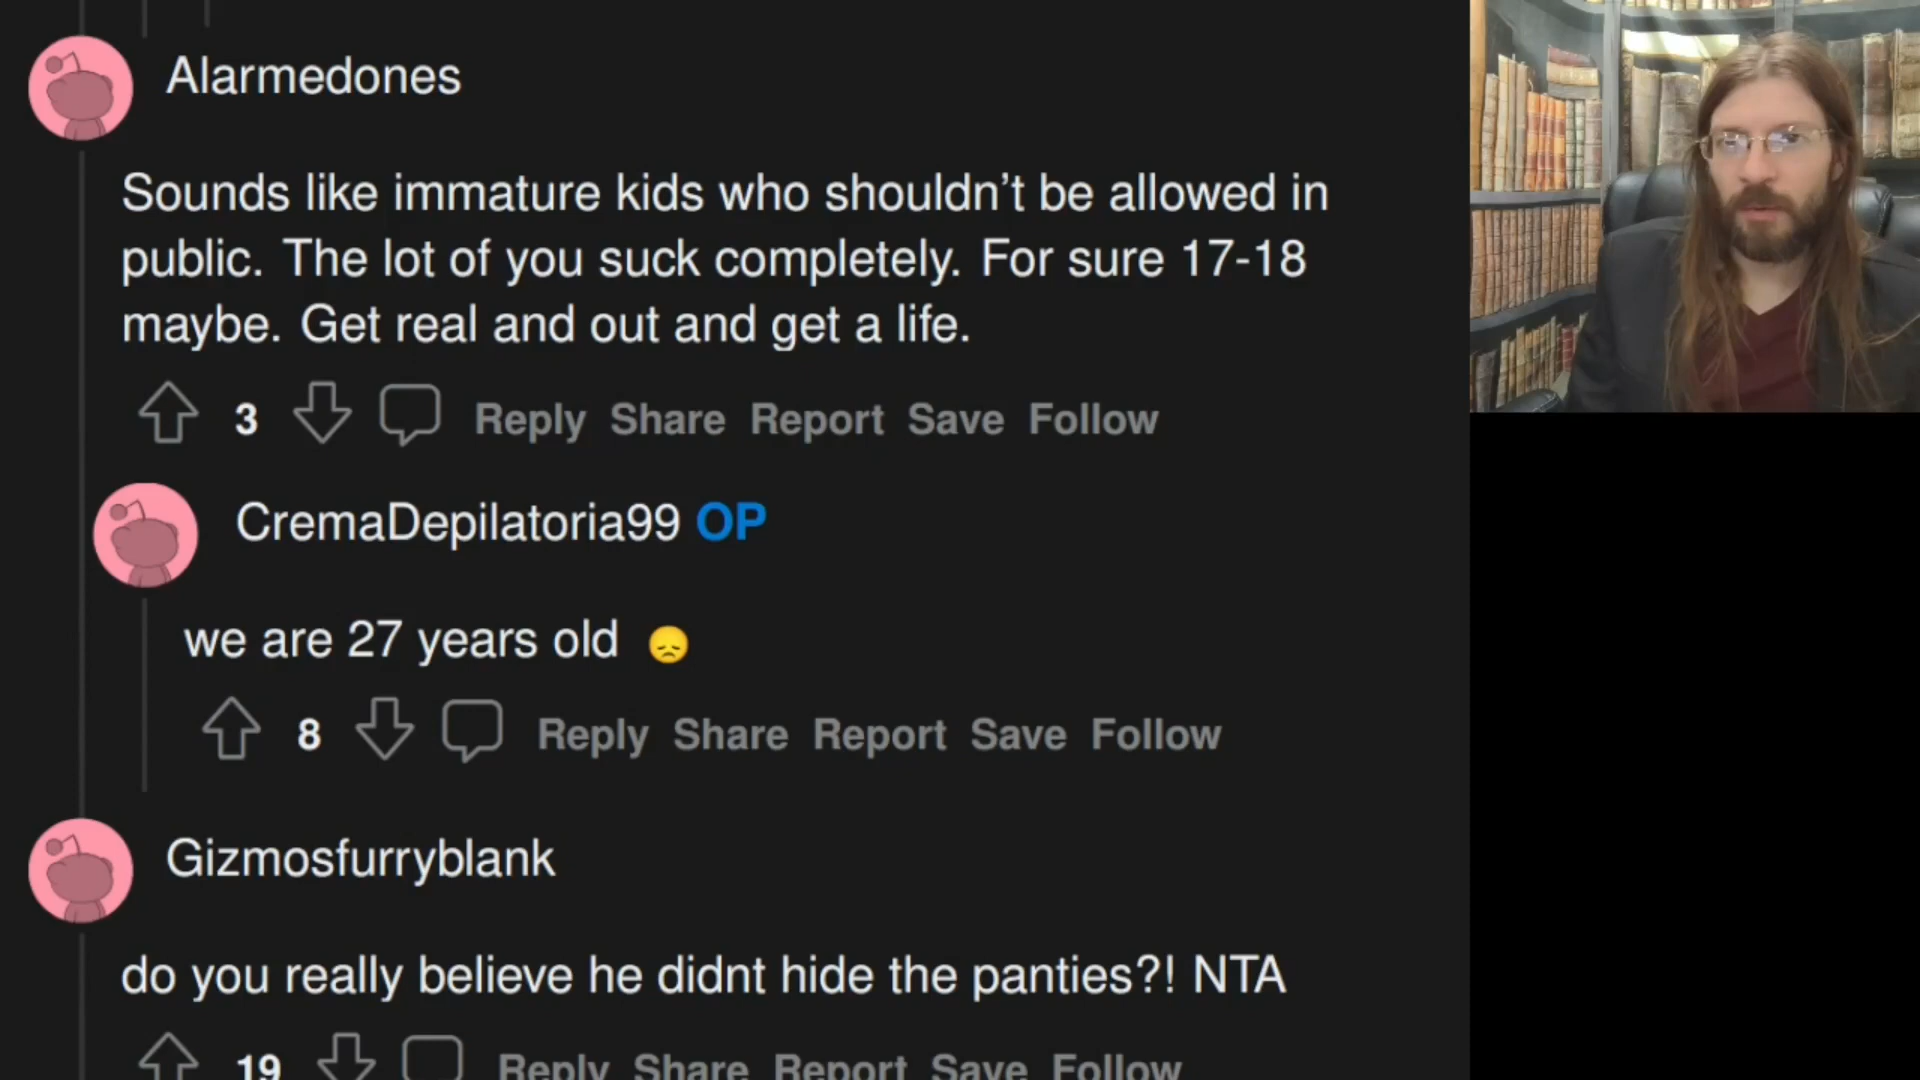 Alarmedones
Sounds like immature kids who shouldn’t be allowed in
public. The lot of you suck completely. For sure 17-18
maybe. Get real and out and get a life.
3 Reply Share Report Save Follow
CremaDepilatoria99 OP
we are 27 years old 😞
8 Reply Share Report Save Follow
Gizmosfurryblank
do you really believe he didnt hide the panties?! NTA
19 Reply Share Report Save Follow